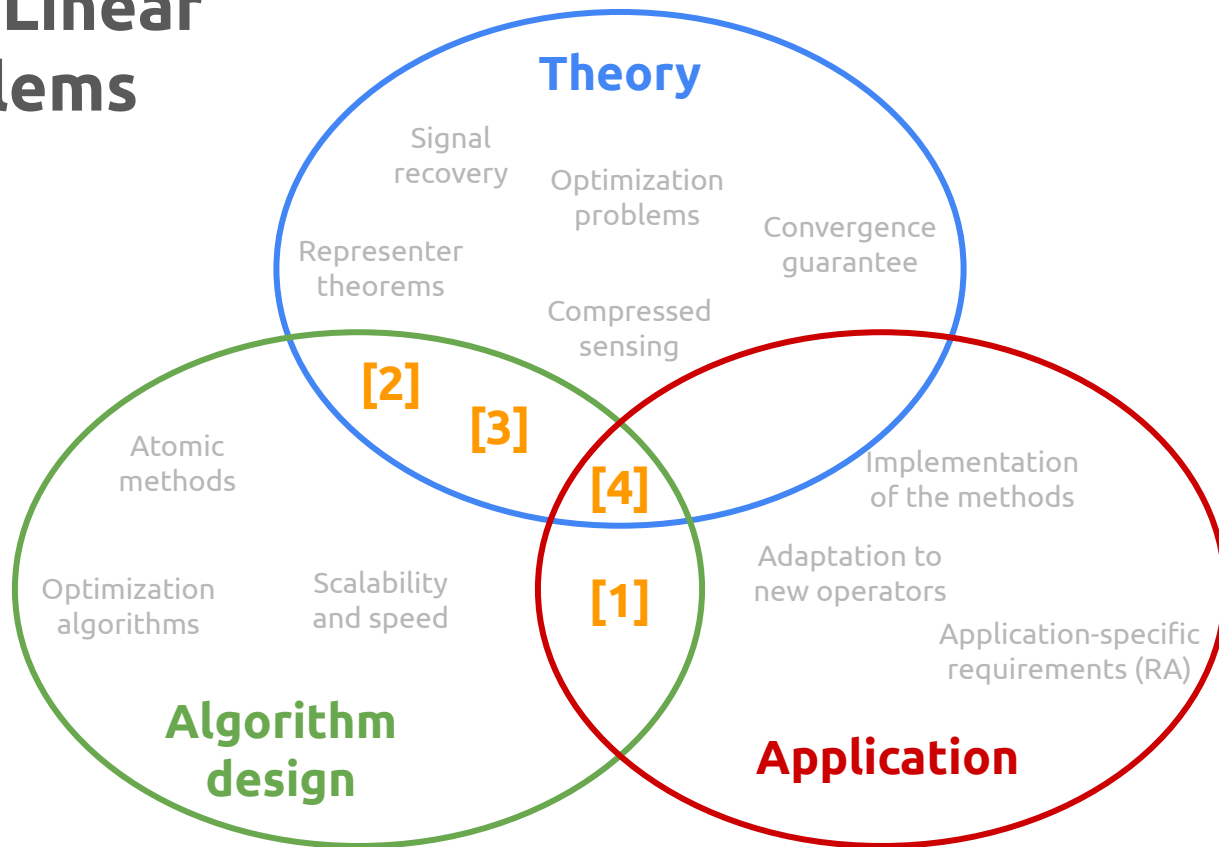 Linear
lems
Theory
Signal
recovery
Optimization
problems
Convergence
guarantee
Representer
theorems
Compressed
sensing
[2]
[3]
[4]
[1]
Atomic
methods
Optimization
algorithms
Scalability
and speed
Algorithm
design
Implementation
of the methods
Adaptation to
new operators
Application-specific
requirements (RA)
Application